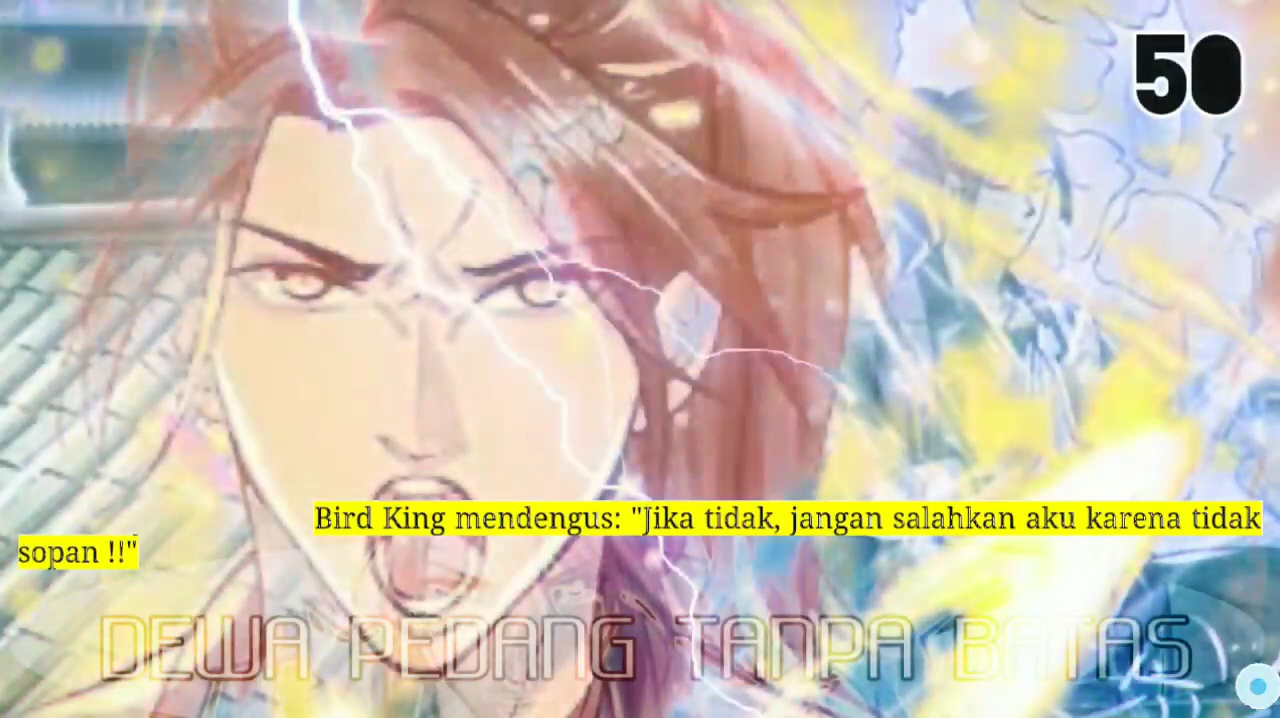 50
Bird King mendengus: "Jika tidak, jangan salahkan aku karena tidak
sopan !!"
DEWA PEDANG TANPA BATAS